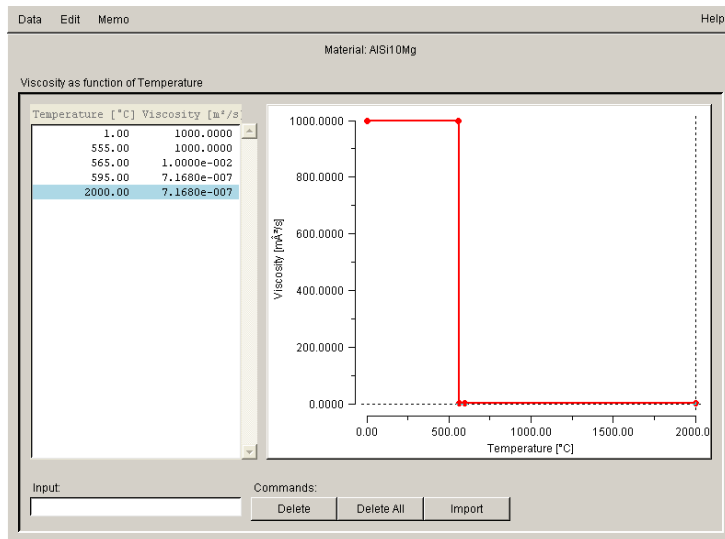 Data Edit Memo Help
Material: AlSi10Mg
Viscosity as function of Temperature
Temperature [°C] Viscosity [m²/s]
1.00 1000.0000
555.00 1000.0000
565.00 1.0000e-002
595.00 7.1680e-007
2000.00 7.1680e-007
1000.0000
800.0000
600.0000
400.0000
200.0000
0.0000
Viscosity [mÂ²/s]
0.00 500.00 1000.00 1500.00 2000.0
Temperature [°C]
Input:
Commands:
Delete Delete All Import